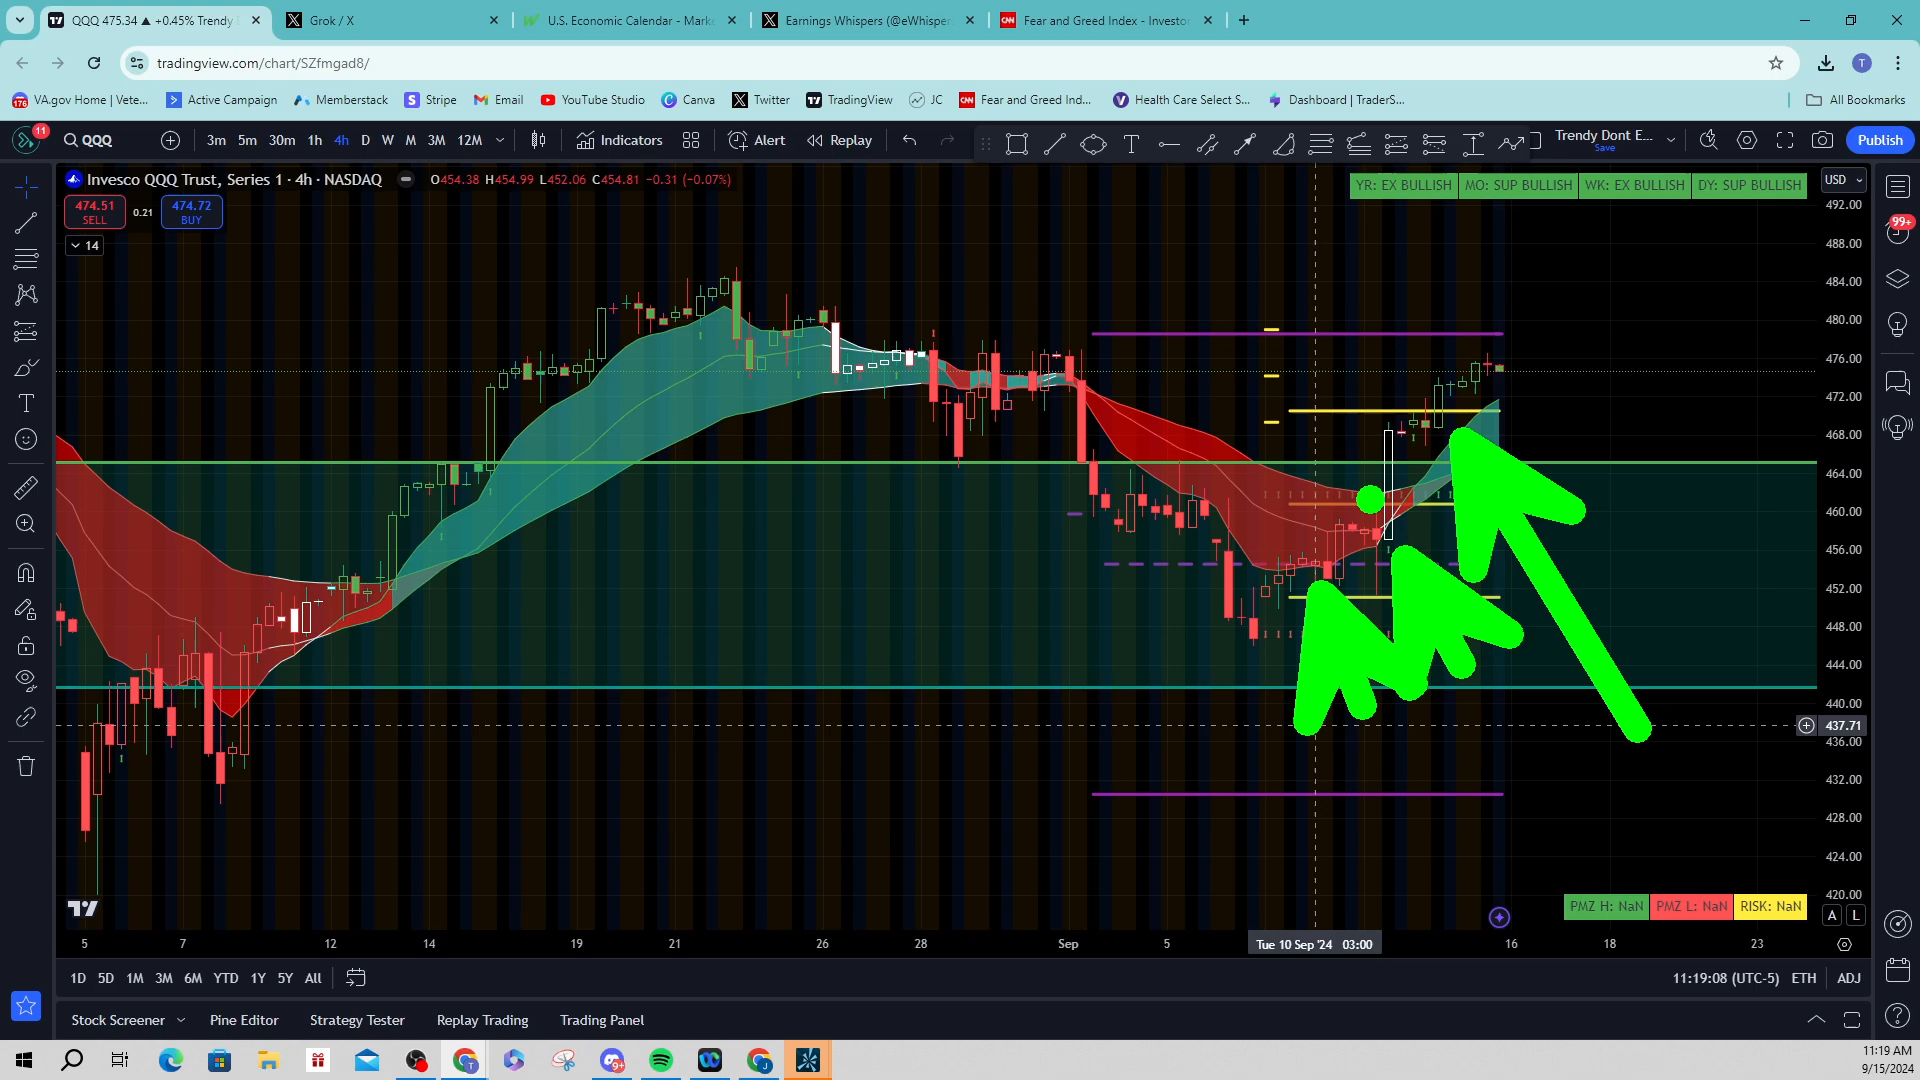 QQQ 475.34 ▲ +0.45% Trendy
Grok / X
U.S. Economic Calendar - Marke
Earnings Whispers (@eWhisper
Fear and Greed Index - Investo
tradingview.com/chart/SZfmgad8/
T
176
VA.gov Home | Vete...
Active Campaign
Memberstack
Stripe
Email
YouTube Studio
Canva
Twitter
TradingView
JC
Fear and Greed Ind...
Health Care Select S...
Dashboard | TraderS...
All Bookmarks
11
QQQ
3m 5m 30m 1h 4h D W M 3M 12M
Indicators
Alert
Replay
Trendy Dont E...
Save
Publish
Invesco QQQ Trust, Series 1 · 4h · NASDAQ
O454.38 H454.99 L452.06 C454.81 −0.31 (−0.07%)
YR: EX BULLISH
MO: SUP BULLISH
WK: EX BULLISH
DY: SUP BULLISH
USD
474.51
SELL
0.21
474.72
BUY
14
99+
492.00
488.00
484.00
480.00
476.00
472.00
468.00
464.00
460.00
456.00
452.00
448.00
444.00
440.00
437.71
436.00
432.00
428.00
424.00
420.00
PMZ H: NaN
PMZ L: NaN
RISK: NaN
A
L
5 7 12 14 19 21 26 28 Sep 5
Tue 10 Sep '24 03:00
16 18 23
1D 5D 1M 3M 6M YTD 1Y 5Y All
11:19:08 (UTC-5)
ETH
ADJ
Stock Screener
Pine Editor
Strategy Tester
Replay Trading
Trading Panel
11:19 AM
9/15/2024